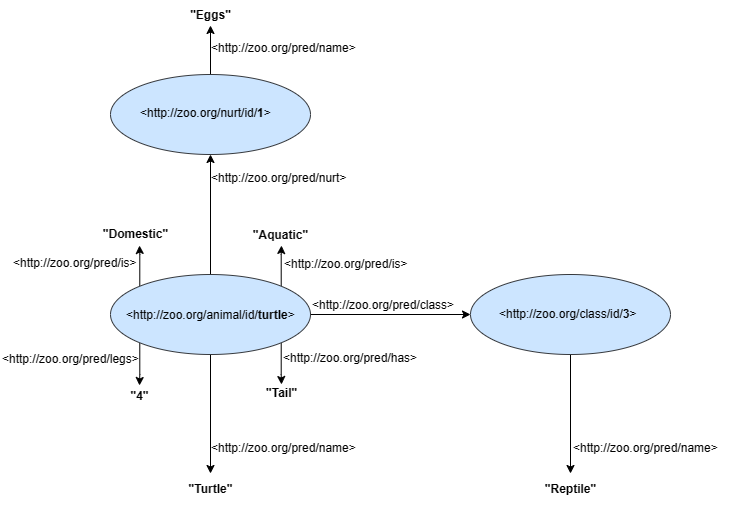 "Eggs"
<http://zoo.org/pred/name>
<http://zoo.org/nurt/id/1>
<http://zoo.org/pred/nurt>
"Domestic"
"Aquatic"
<http://zoo.org/pred/is>
<http://zoo.org/pred/is>
<http://zoo.org/animal/id/turtle>
<http://zoo.org/pred/class>
<http://zoo.org/class/id/3>
<http://zoo.org/pred/legs>
<http://zoo.org/pred/has>
"4"
"Tail"
<http://zoo.org/pred/name>
<http://zoo.org/pred/name>
"Turtle"
"Reptile"